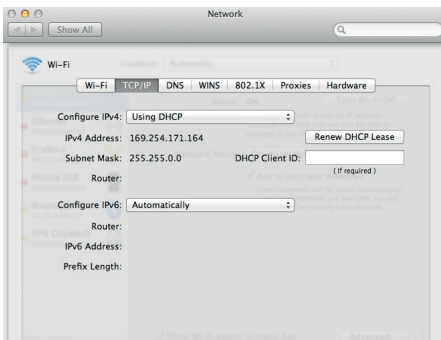 Network
Show All
Wi-Fi
Location: Automatic
Wi-Fi TCP/IP DNS WINS 802.1X Proxies Hardware
Configure IPv4: Using DHCP
IPv4 Address: 169.254.171.164 Renew DHCP Lease
Subnet Mask: 255.255.0.0 DHCP Client ID:
Router: ( If required )
Configure IPv6: Automatically
Router:
IPv6 Address:
Prefix Length: